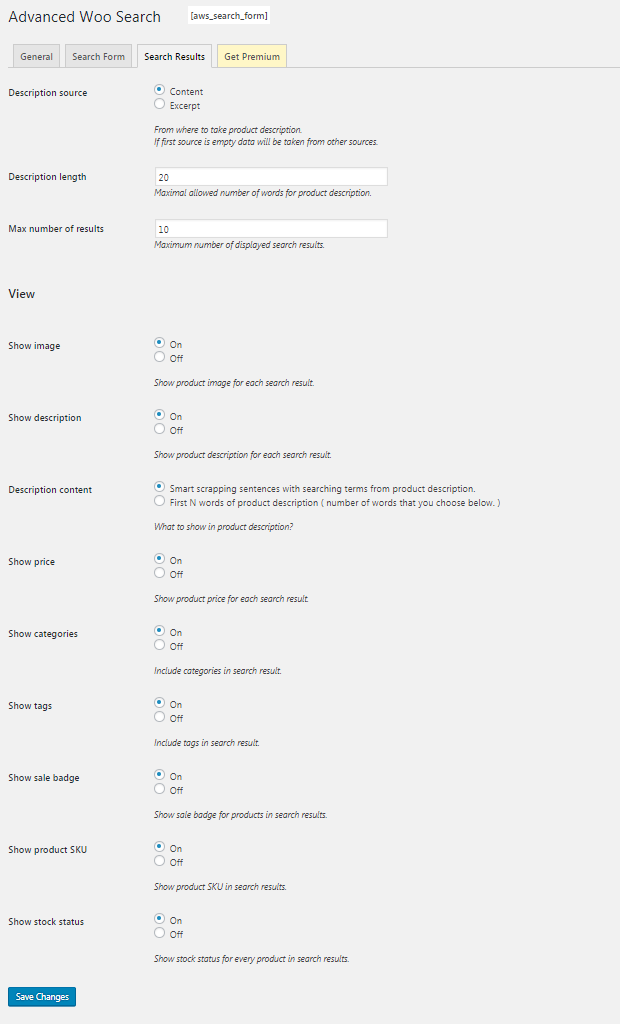 Advanced Woo Search [aws_search_form]
General Search Form Search Results Get Premium
Description source
Content
Excerpt
From where to take product description.
If first source is empty data will be taken from other sources.
Description length
20
Maximal allowed number of words for product description.
Max number of results
10
Maximum number of displayed search results.
View
Show image
On
Off
Show product image for each search result.
Show description
On
Off
Show product description for each search result.
Description content
Smart scrapping sentences with searching terms from product description.
First N words of product description ( number of words that you choose below. )
What to show in product description?
Show price
On
Off
Show product price for each search result.
Show categories
On
Off
Include categories in search result.
Show tags
On
Off
Include tags in search result.
Show sale badge
On
Off
Show sale badge for products in search results.
Show product SKU
On
Off
Show product SKU in search results.
Show stock status
On
Off
Show stock status for every product in search results.
Save Changes